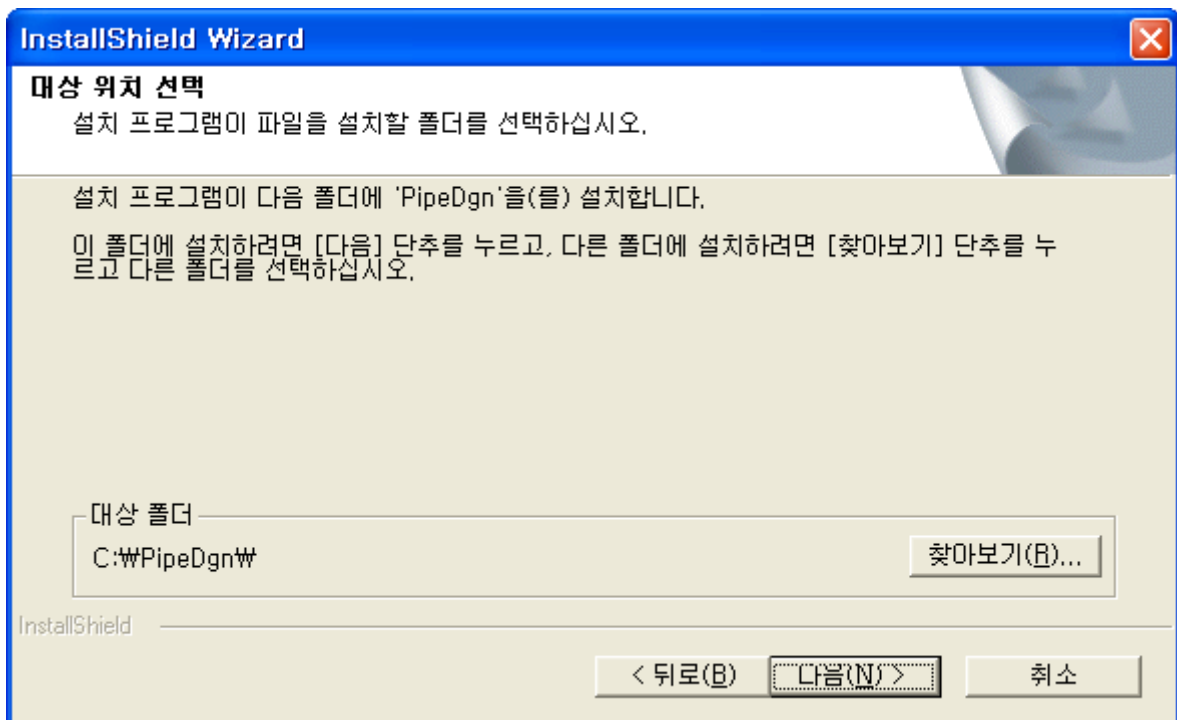 InstallShield Wizard
대상 위치 선택
설치 프로그램이 파일을 설치할 폴더를 선택하십시오.
설치 프로그램이 다음 폴더에 'PipeDgn'을(를) 설치합니다.
이 폴더에 설치하려면 [다음] 단추를 누르고, 다른 폴더에 설치하려면 [찾아보기] 단추를 누
르고 다른 폴더를 선택하십시오.
대상 폴더
C:₩PipeDgn₩
찾아보기(R)...
InstallShield
< 뒤로(B)
다음(N) >
취소